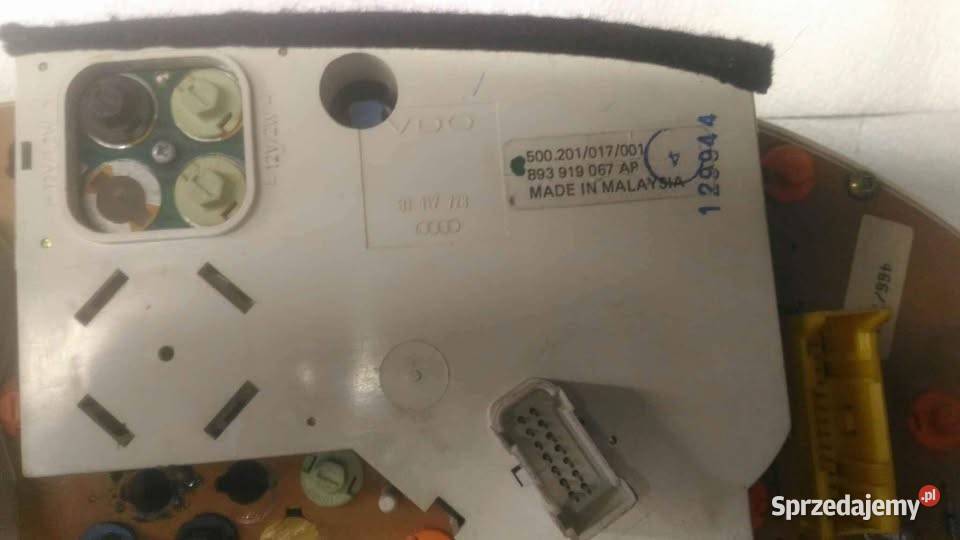 VDO
12V/2W
500.201/017/001
893 919 067 AP
MADE IN MALAYSIA
4
129944
Sprzedajemy.pl